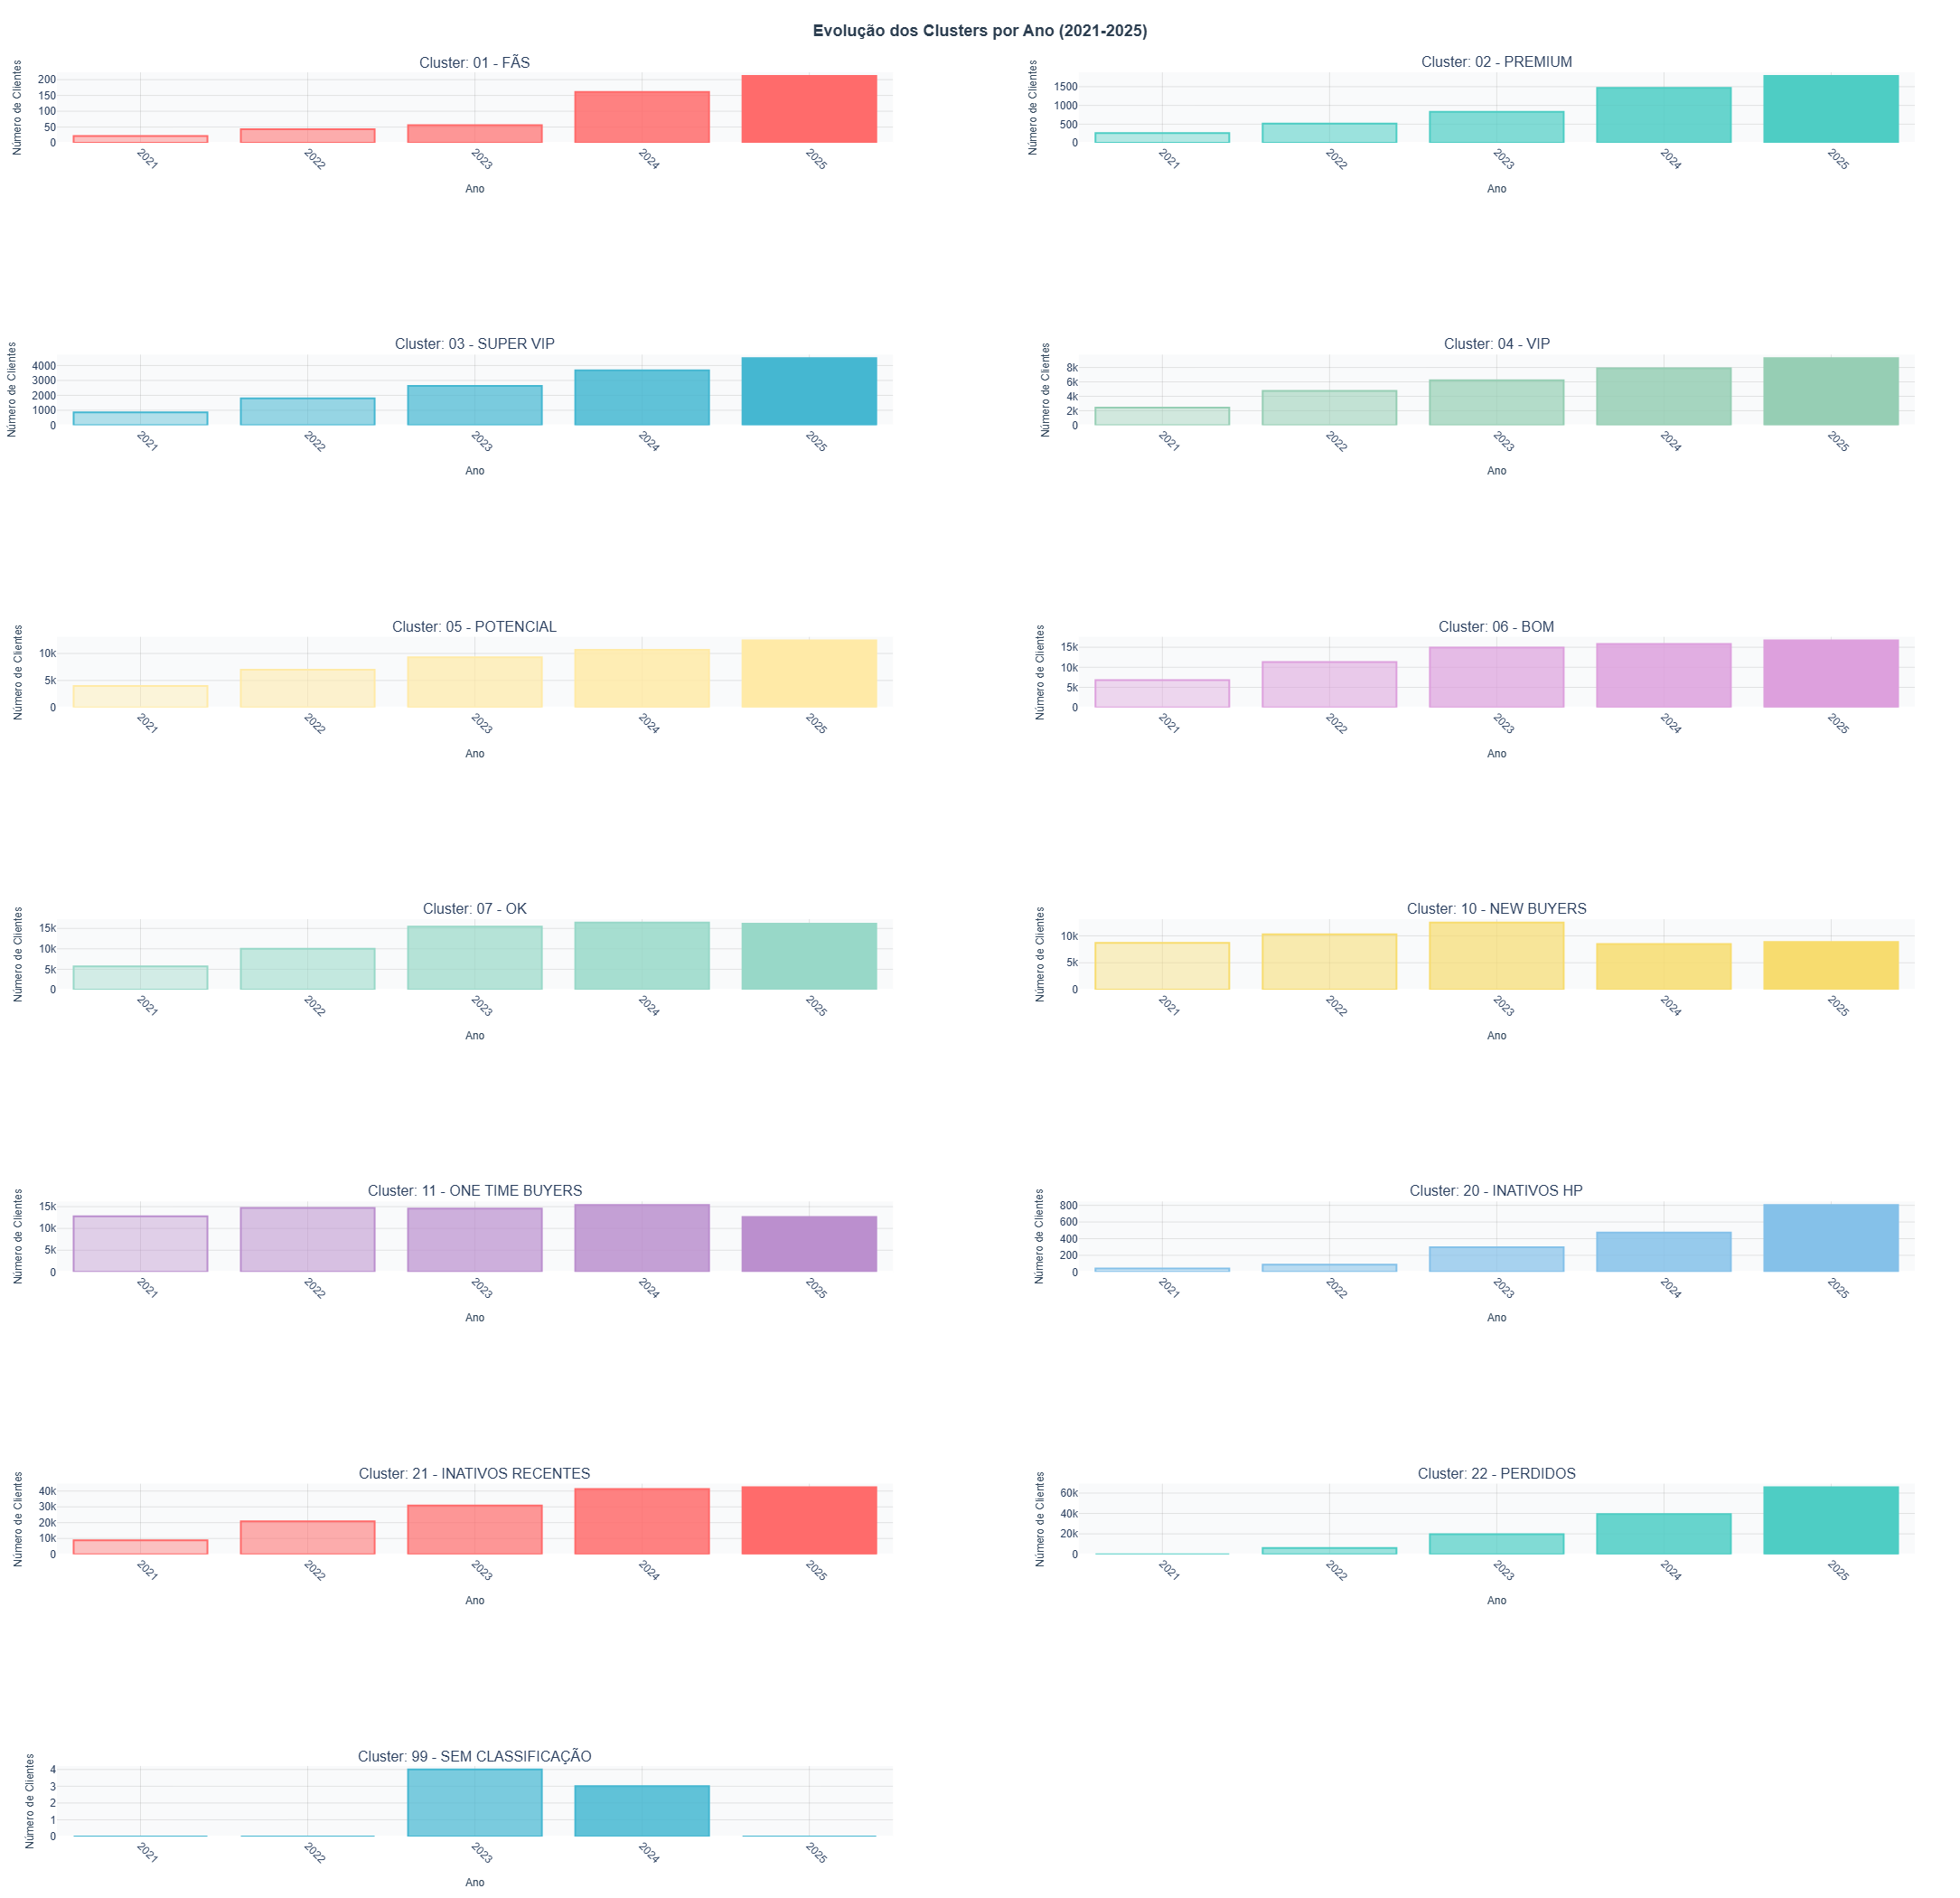 Evolução dos Clusters por Ano (2021-2025)
Cluster: 01 - FÃS
Número de Clientes
200
150
100
50
0
2021
2022
2023
2024
2025
Ano
Cluster: 02 - PREMIUM
Número de Clientes
1500
1000
500
0
2021
2022
2023
2024
2025
Ano
Cluster: 03 - SUPER VIP
Número de Clientes
4000
3000
2000
1000
0
2021
2022
2023
2024
2025
Ano
Cluster: 04 - VIP
Número de Clientes
8k
6k
4k
2k
0
2021
2022
2023
2024
2025
Ano
Cluster: 05 - POTENCIAL
Número de Clientes
10k
5k
0
2021
2022
2023
2024
2025
Ano
Cluster: 06 - BOM
Número de Clientes
15k
10k
5k
0
2021
2022
2023
2024
2025
Ano
Cluster: 07 - OK
Número de Clientes
15k
10k
5k
0
2021
2022
2023
2024
2025
Ano
Cluster: 10 - NEW BUYERS
Número de Clientes
10k
5k
0
2021
2022
2023
2024
2025
Ano
Cluster: 11 - ONE TIME BUYERS
Número de Clientes
15k
10k
5k
0
2021
2022
2023
2024
2025
Ano
Cluster: 20 - INATIVOS HP
Número de Clientes
800
600
400
200
0
2021
2022
2023
2024
2025
Ano
Cluster: 21 - INATIVOS RECENTES
Número de Clientes
40k
30k
20k
10k
0
2021
2022
2023
2024
2025
Ano
Cluster: 22 - PERDIDOS
Número de Clientes
60k
40k
20k
0
2021
2022
2023
2024
2025
Ano
Cluster: 99 - SEM CLASSIFICAÇÃO
Número de Clientes
4
3
2
1
0
2021
2022
2023
2024
2025
Ano